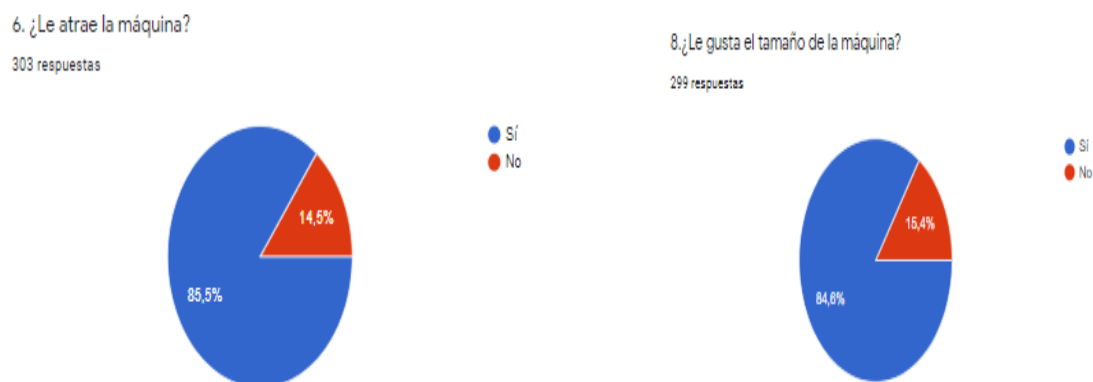 6. ¿Le atrae la máquina?
303 respuestas
Sí
No
14,5%
85,5%
8.¿Le gusta el tamaño de la máquina?
299 respuestas
Sí
No
15,4%
84,6%